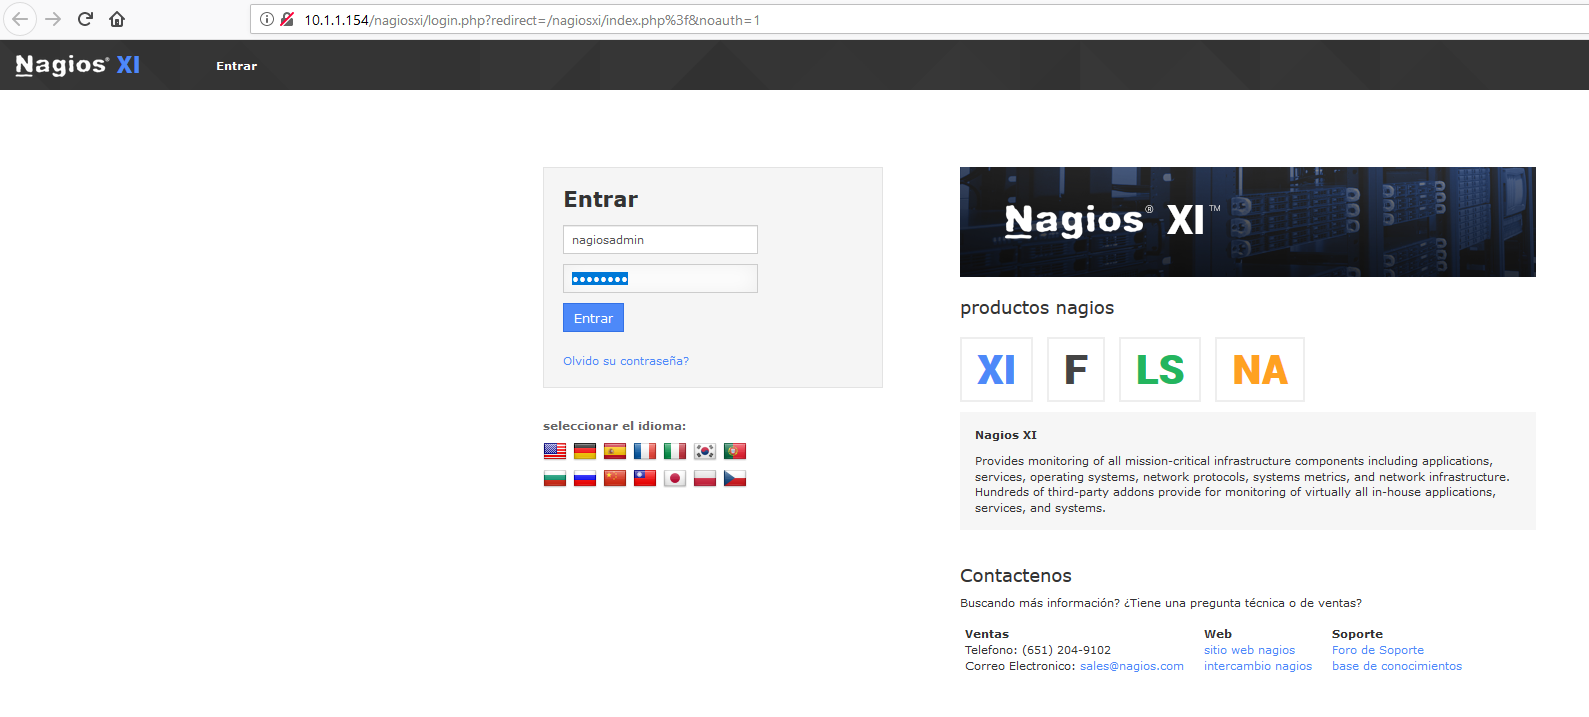 10.1.1.154/nagiosxi/login.php?redirect=/nagiosxi/index.php%3f&noauth=1
Nagios® XI
Entrar
Entrar
nagiosadmin
••••••••
Entrar
Olvido su contraseña?
seleccionar el idioma:
Nagios® XI™
productos nagios
XI F LS NA
Nagios XI
Provides monitoring of all mission-critical infrastructure components including applications,
services, operating systems, network protocols, systems metrics, and network infrastructure.
Hundreds of third-party addons provide for monitoring of virtually all in-house applications,
services, and systems.
Contactenos
Buscando más información? ¿Tiene una pregunta técnica o de ventas?
Ventas
Telefono: (651) 204-9102
Correo Electronico: sales@nagios.com
Web
sitio web nagios
intercambio nagios
Soporte
Foro de Soporte
base de conocimientos